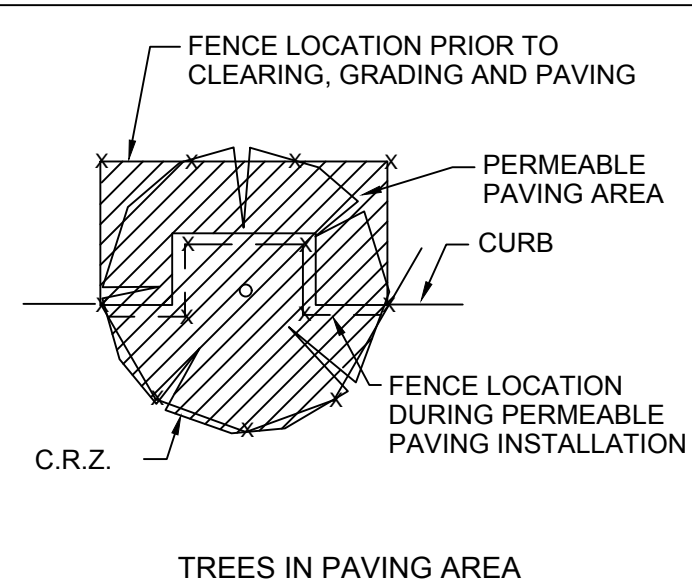 FENCE LOCATION PRIOR TO
CLEARING, GRADING AND PAVING
PERMEABLE
PAVING AREA
CURB
FENCE LOCATION
DURING PERMEABLE
PAVING INSTALLATION
C.R.Z.
TREES IN PAVING AREA